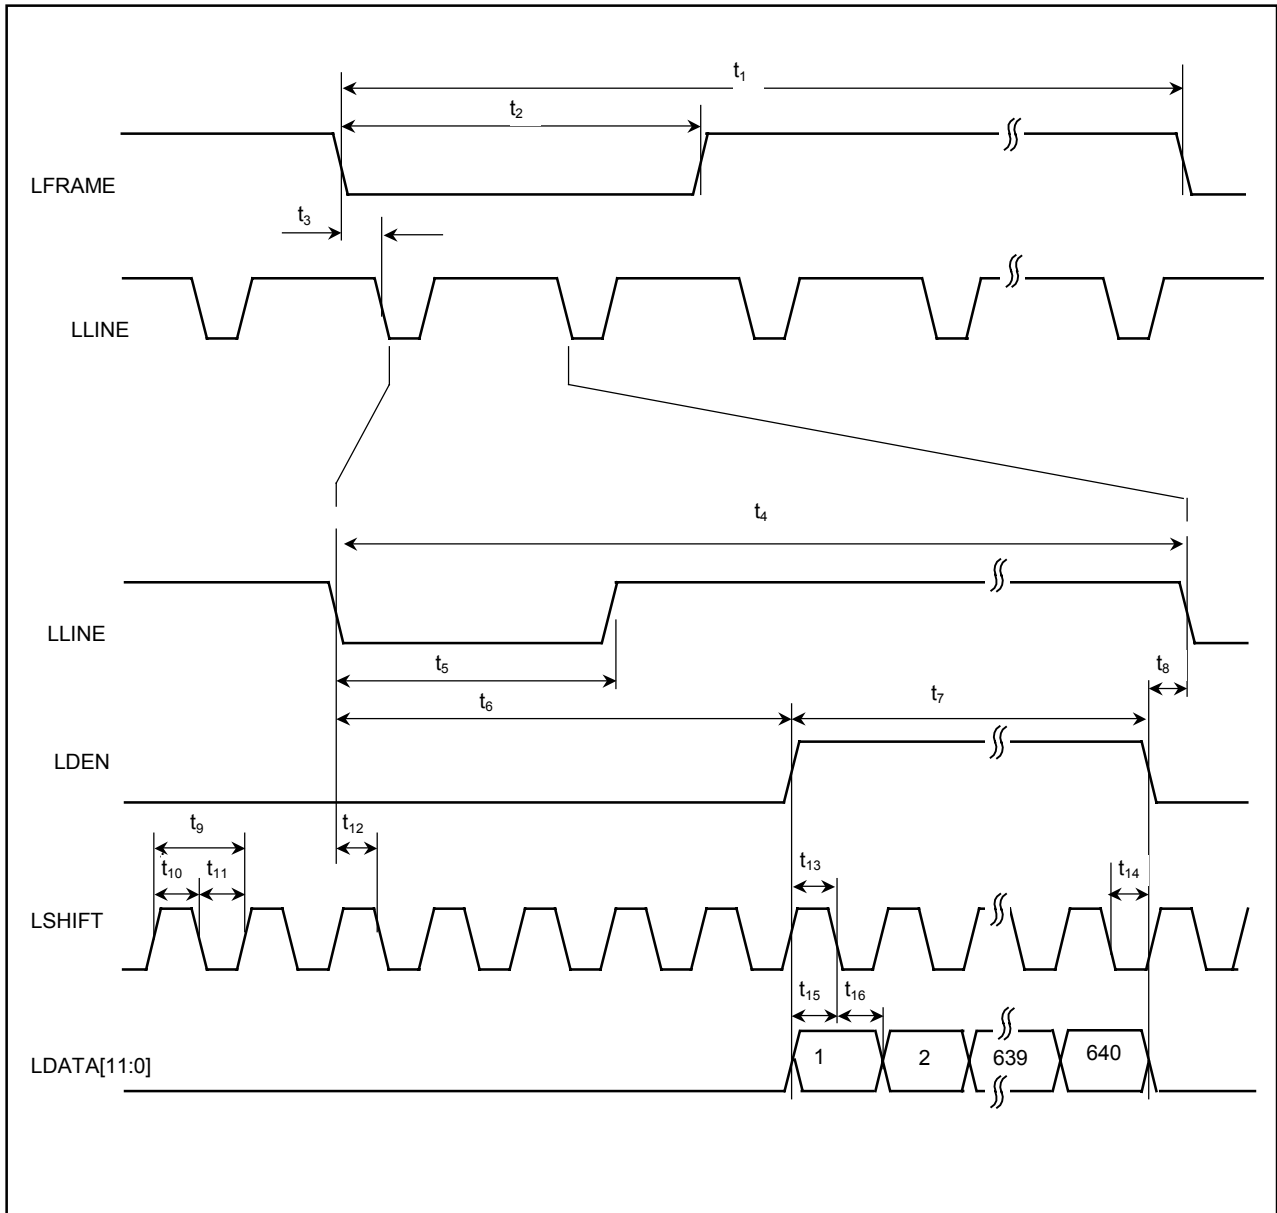 t1
t2
LFRAME
t3
LLINE
t4
LLINE
t5
t8
t6
t7
LDEN
t9
t12
t10
t11
t13
t14
LSHIFT
t15
t16
LDATA[11:0]
1
2
639
640